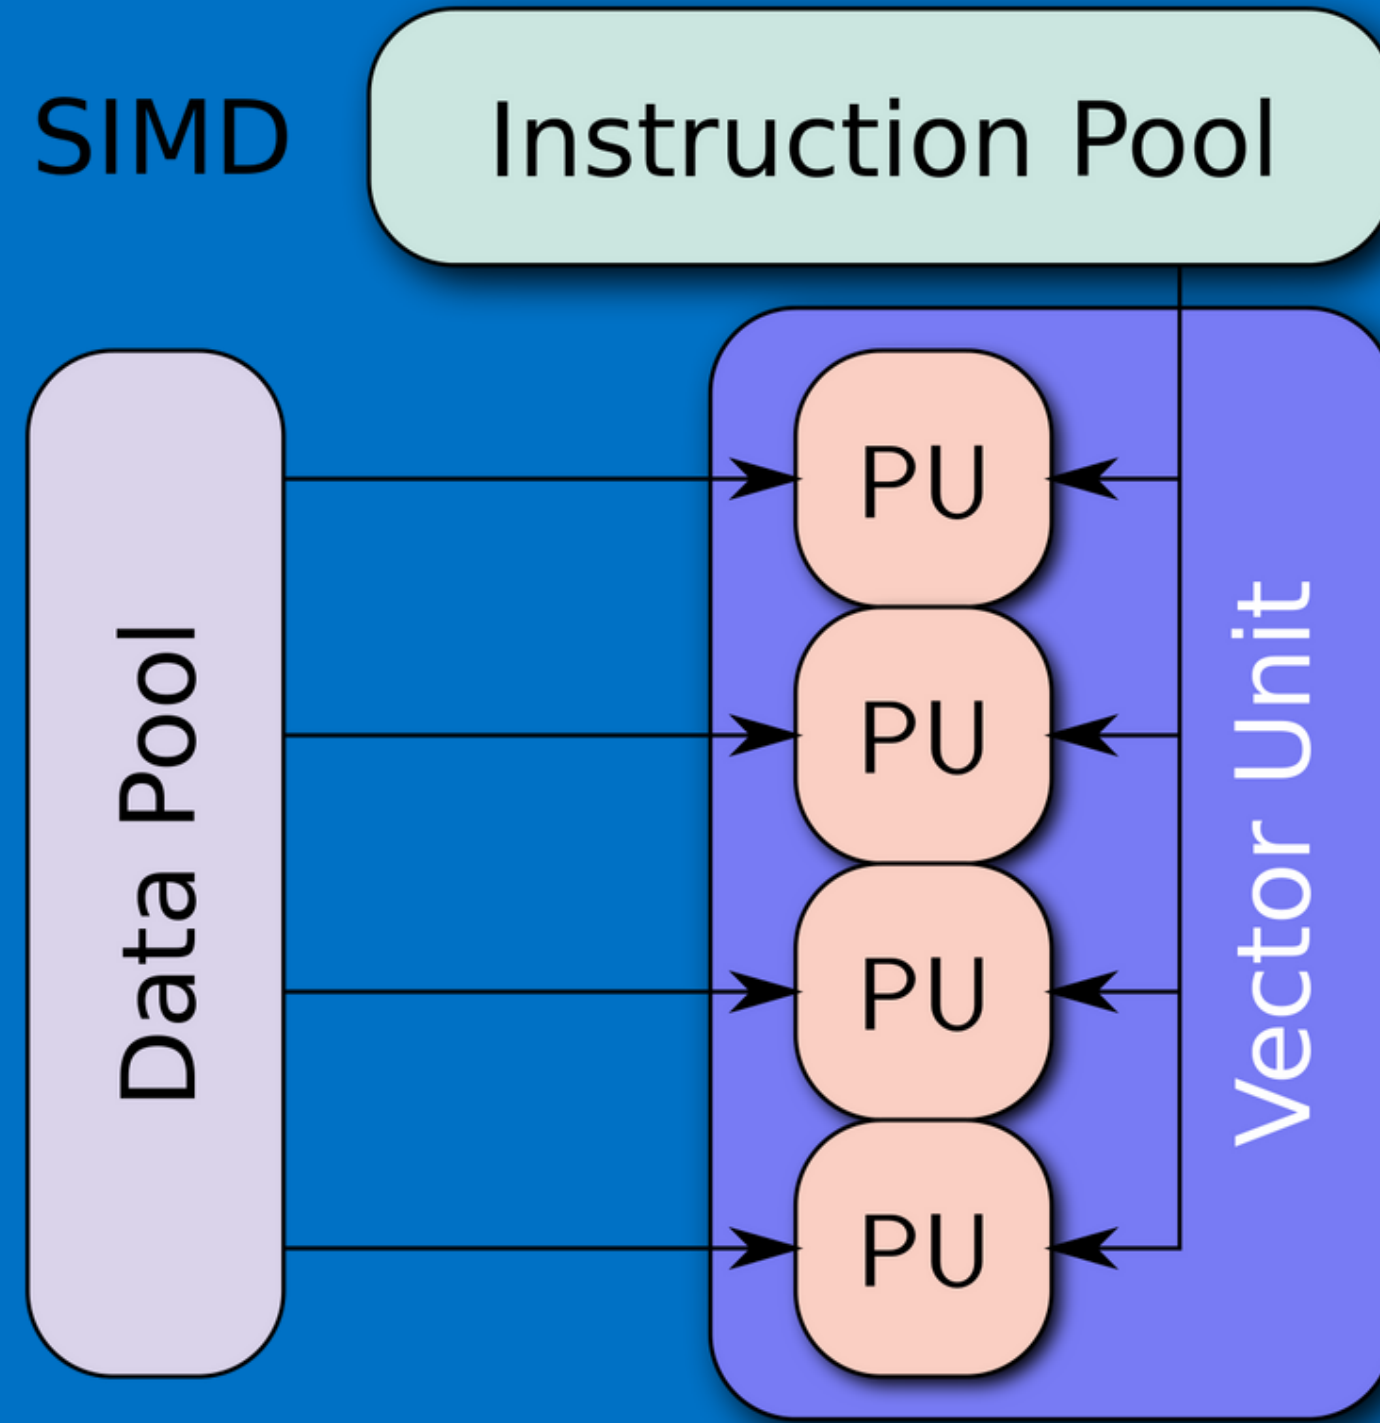 SIMD
Instruction Pool
Data Pool
PU
PU
PU
PU
Vector Unit